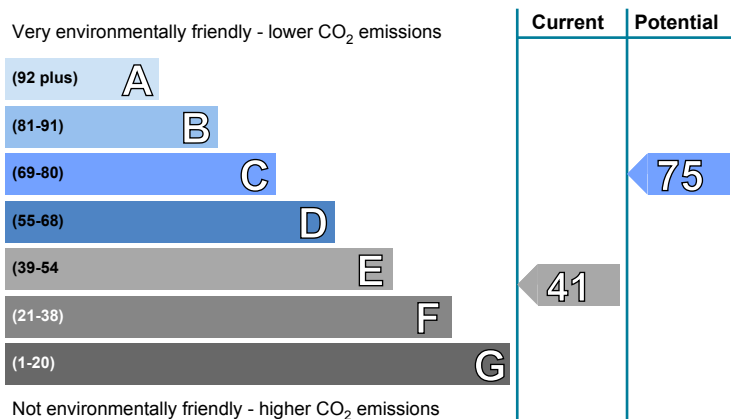 Current Potential
Very environmentally friendly - lower CO₂ emissions
(92 plus) A
(81-91) B
(69-80) C
75
(55-68) D
(39-54 E
41
(21-38) F
(1-20) G
Not environmentally friendly - higher CO₂ emissions